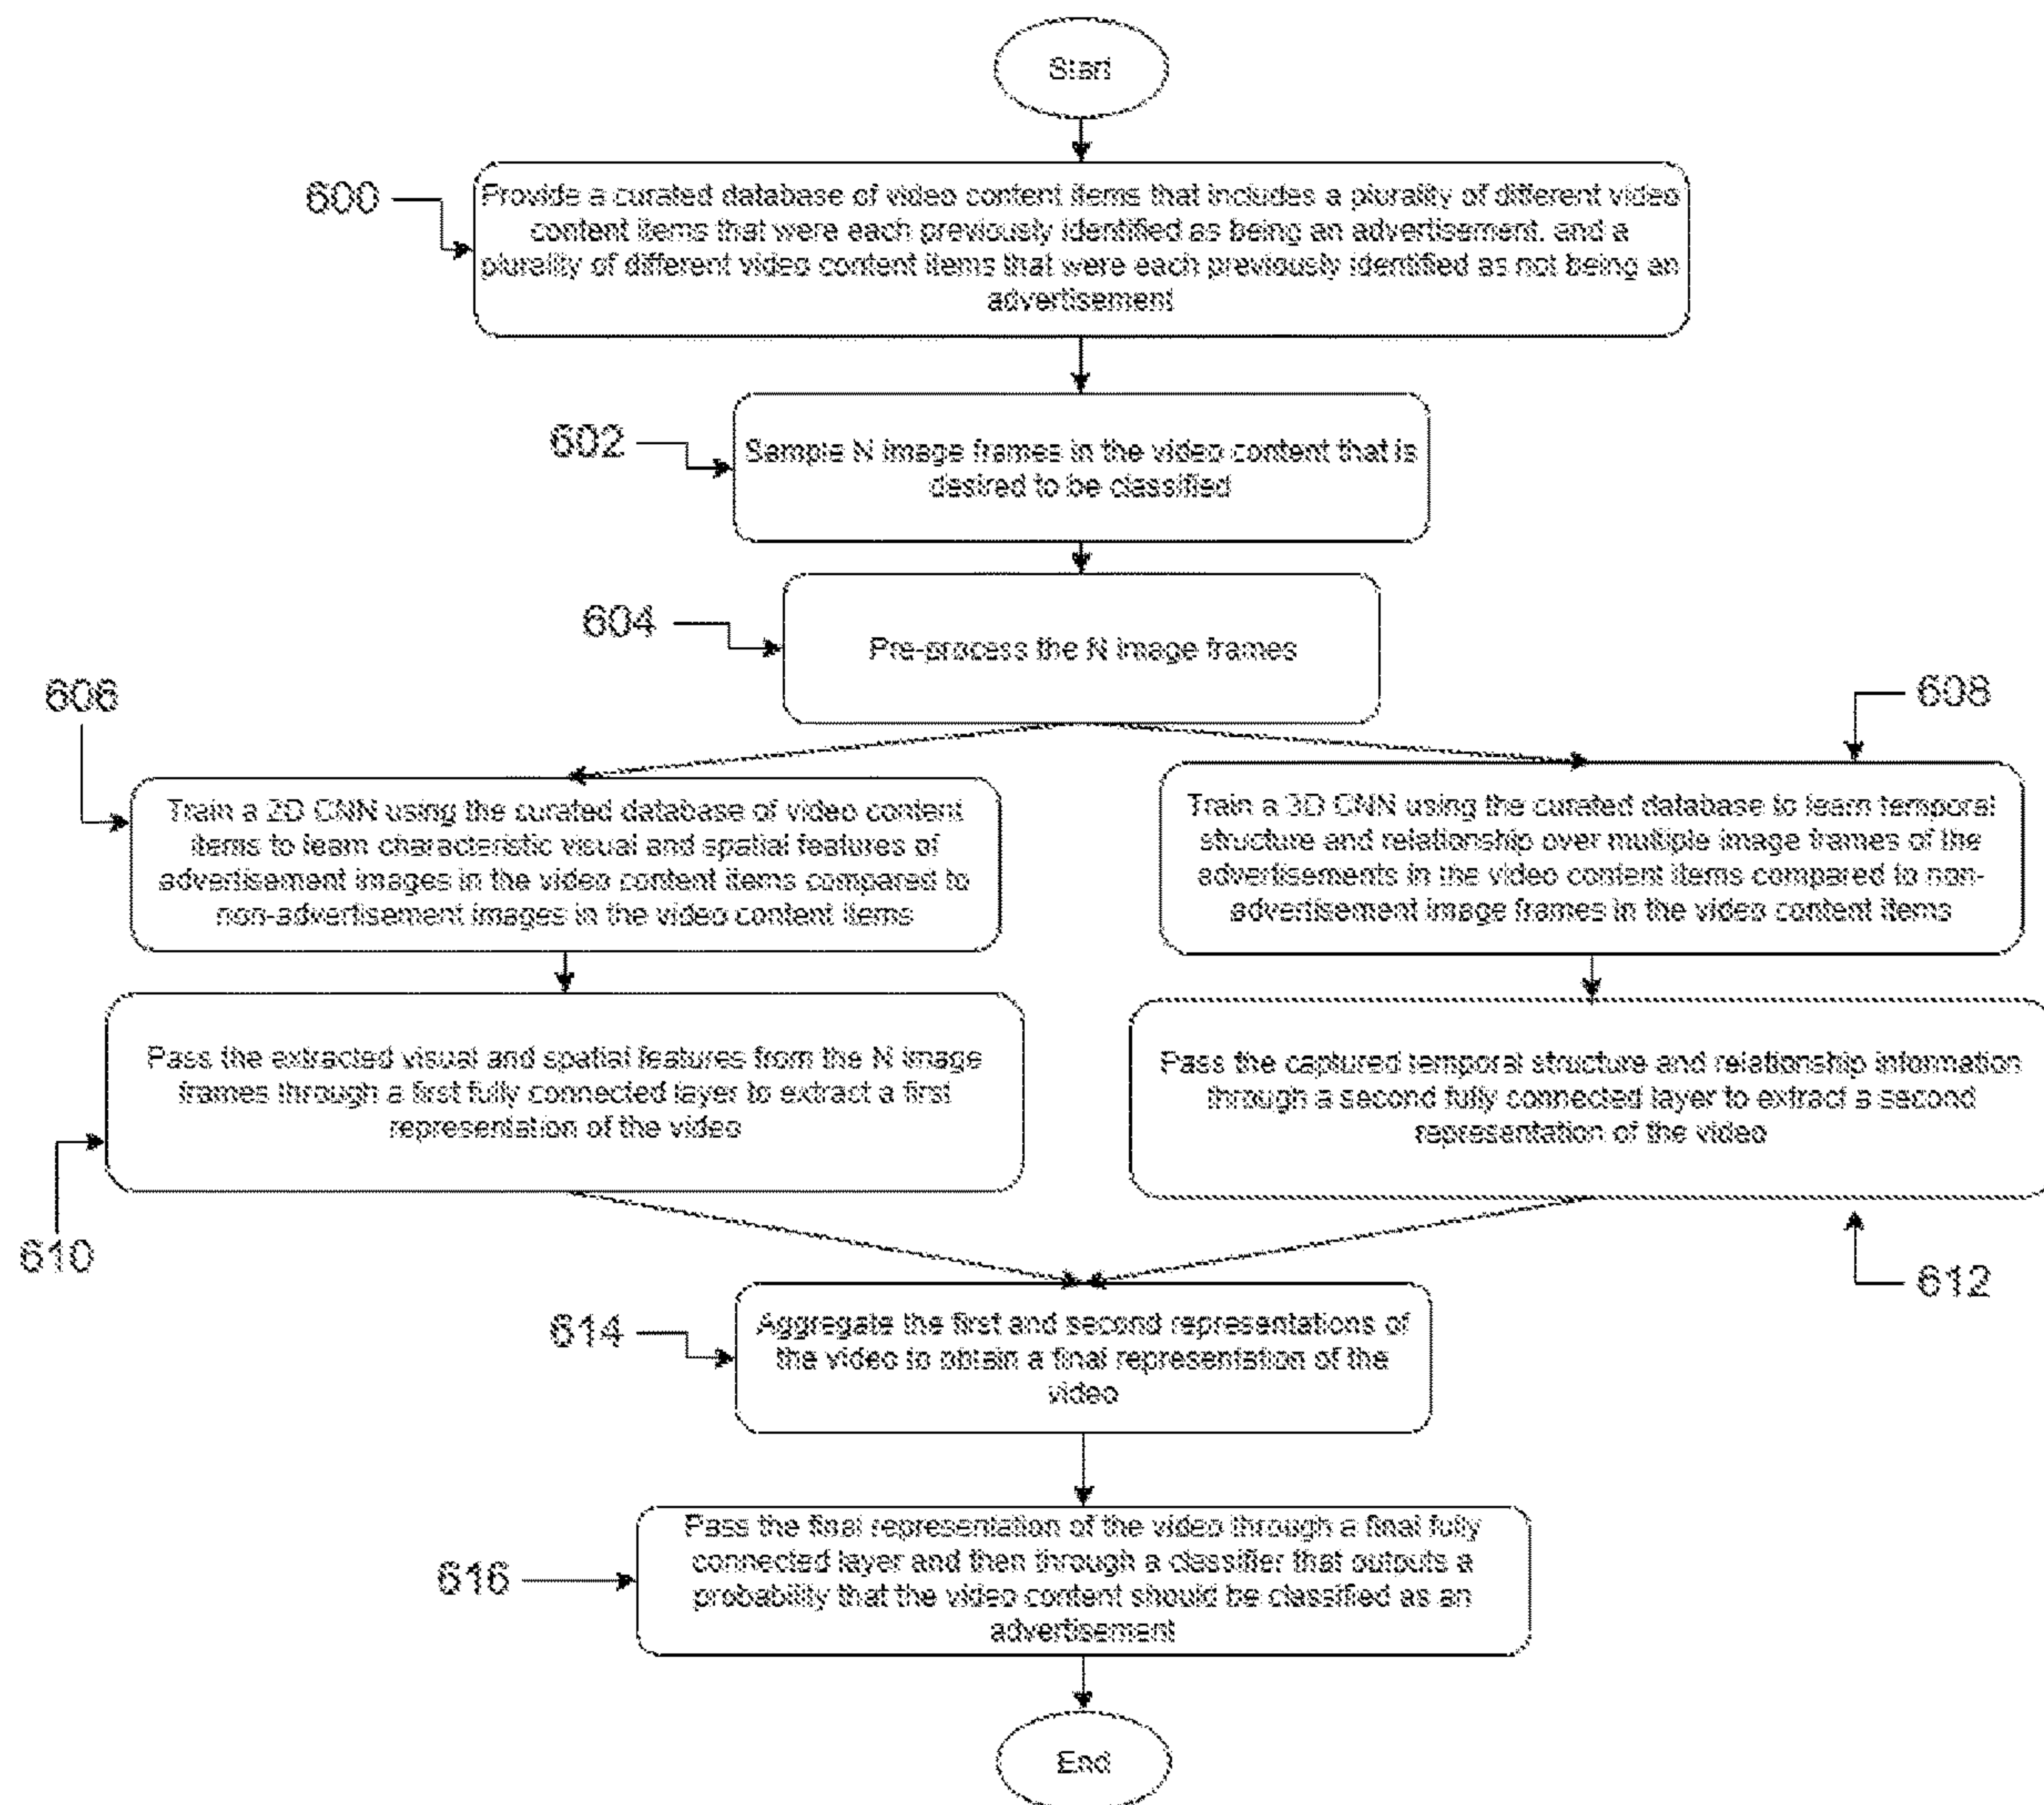 Start
600
Provide a curated database of video content items that includes a plurality of different video
content items that were each previously identified as being an advertisement, and a
plurality of different video content items that were each previously identified as not being an
advertisement
602
Sample N image frames in the video content that is
desired to be classified
604
Pre-process the N image frames
606
608
Train a 2D CNN using the curated database of video content
items to learn characteristic visual and spatial features of
advertisement images in the video content items compared to
non-advertisement images in the video content items
Train a 3D CNN using the curated database to learn temporal
structure and relationship over multiple image frames of the
advertisements in the video content items compared to non-
advertisement image frames in the video content items
Pass the extracted visual and spatial features from the N image
frames through a first fully connected layer to extract a first
representation of the video
Pass the captured temporal structure and relationship information
through a second fully connected layer to extract a second
representation of the video
610
612
614
Aggregate the first and second representations of
the video to obtain a final representation of the
video
616
Pass the final representation of the video through a final fully
connected layer and then through a classifier that outputs a
probability that the video content should be classified as an
advertisement
End